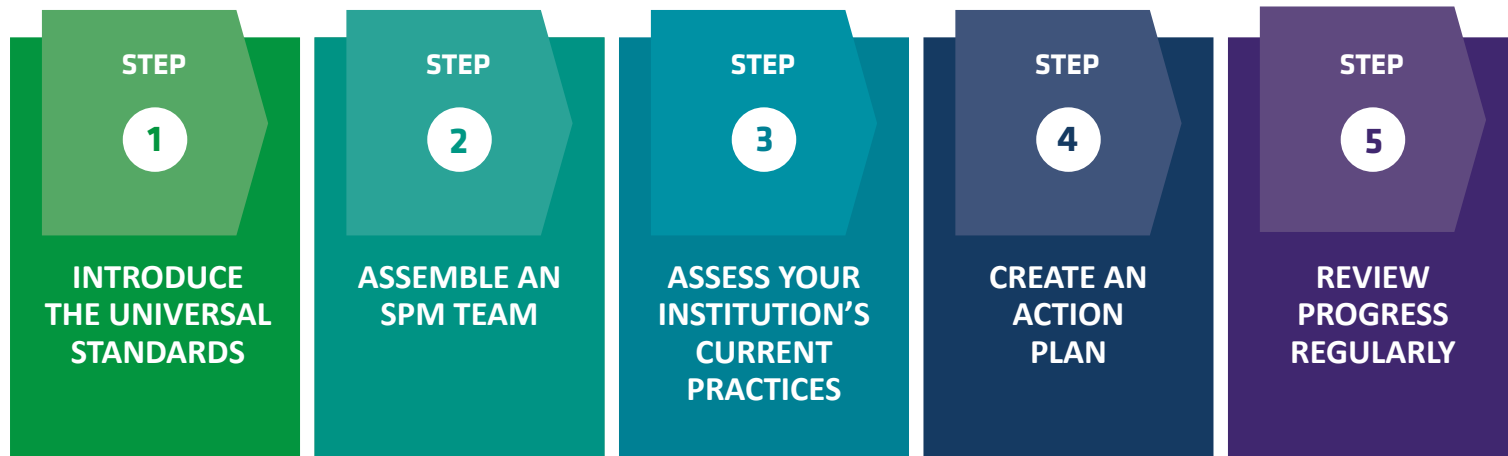 STEP
1
INTRODUCE
THE UNIVERSAL
STANDARDS
STEP
2
ASSEMBLE AN
SPM TEAM
STEP
3
ASSESS YOUR
INSTITUTION’S
CURRENT
PRACTICES
STEP
4
CREATE AN
ACTION
PLAN
STEP
5
REVIEW
PROGRESS
REGULARLY